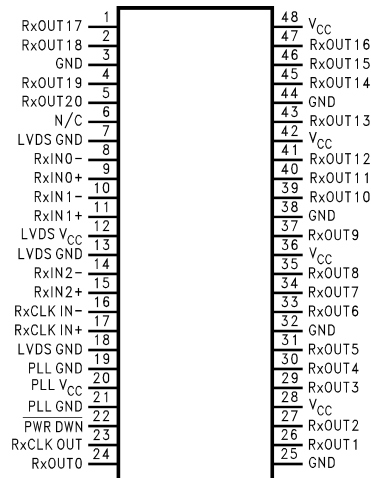 RxOUT17 1
RxOUT18 2
GND 3
RxOUT19 4
RxOUT20 5
N/C 6
LVDS GND 7
RxIN0− 8
RxIN0+ 9
RxIN1− 10
RxIN1+ 11
LVDS VCC 12
LVDS GND 13
RxIN2− 14
RxIN2+ 15
RxCLK IN− 16
RxCLK IN+ 17
LVDS GND 18
PLL GND 19
PLL VCC 20
PLL GND 21
PWR DWN 22
RxCLK OUT 23
RxOUT0 24
48 VCC
47 RxOUT16
46 RxOUT15
45 RxOUT14
44 GND
43 RxOUT13
42 VCC
41 RxOUT12
40 RxOUT11
39 RxOUT10
38 GND
37 RxOUT9
36 VCC
35 RxOUT8
34 RxOUT7
33 RxOUT6
32 GND
31 RxOUT5
30 RxOUT4
29 RxOUT3
28 VCC
27 RxOUT2
26 RxOUT1
25 GND